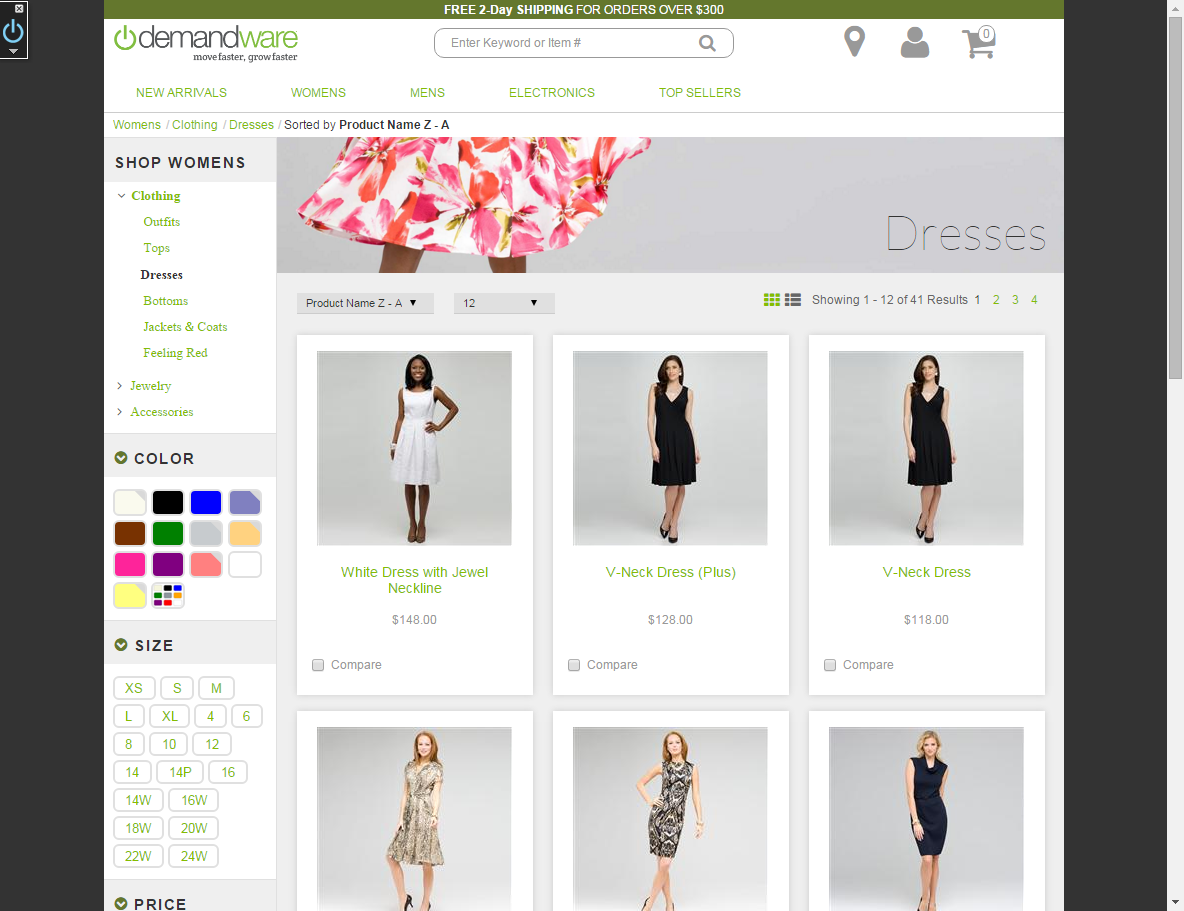 FREE 2-Day SHIPPING FOR ORDERS OVER $300
demandware
move faster, grow faster
Enter Keyword or Item #
0
NEW ARRIVALS WOMENS MENS ELECTRONICS TOP SELLERS
Womens / Clothing / Dresses / Sorted by Product Name Z - A
SHOP WOMENS
Clothing
Outfits
Tops
Dresses
Bottoms
Jackets & Coats
Feeling Red
Jewelry
Accessories
COLOR
SIZE
XS S M
L XL 4 6
8 10 12
14 14P 16
14W 16W
18W 20W
22W 24W
PRICE
Dresses
Product Name Z - A 12 Showing 1 - 12 of 41 Results 1 2 3 4
White Dress with Jewel
Neckline
$148.00
Compare
V-Neck Dress (Plus)
$128.00
Compare
V-Neck Dress
$118.00
Compare